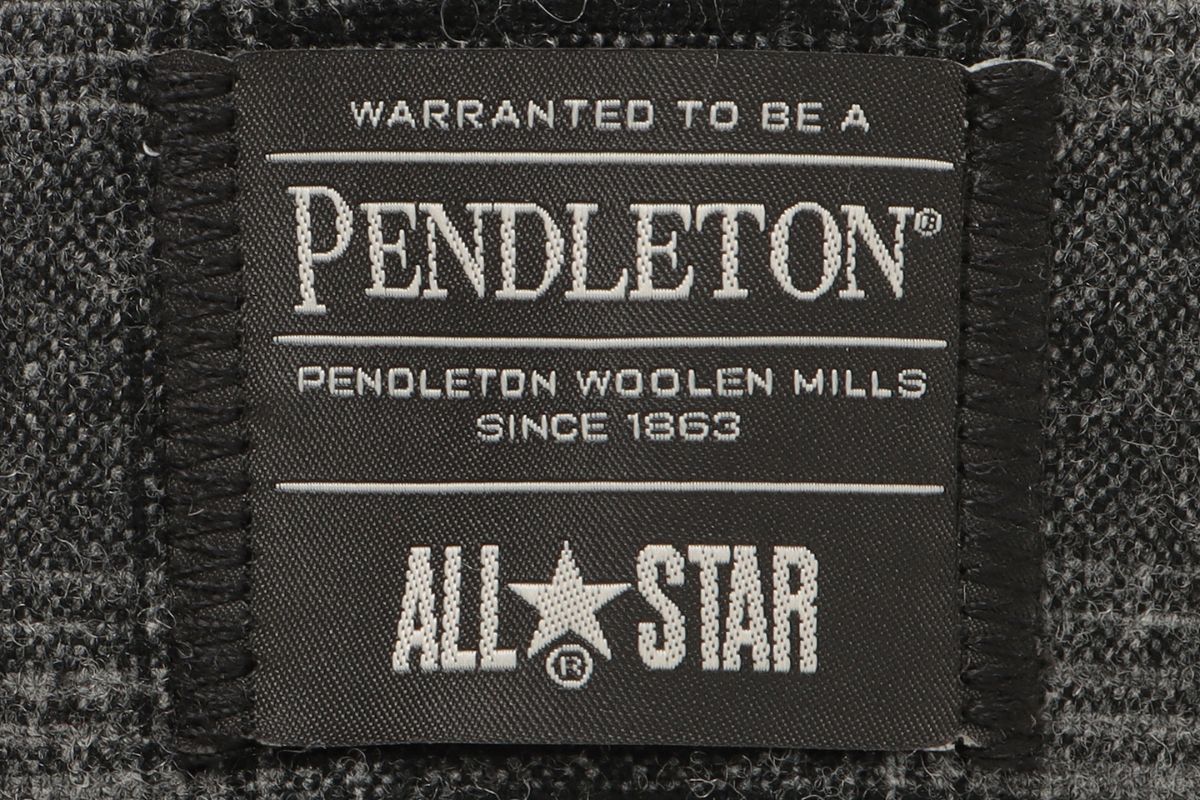 WARRANTED TO BE A
PENDLETON®
PENDLETON WOOLEN MILLS
SINCE 1863
ALL★STAR
®